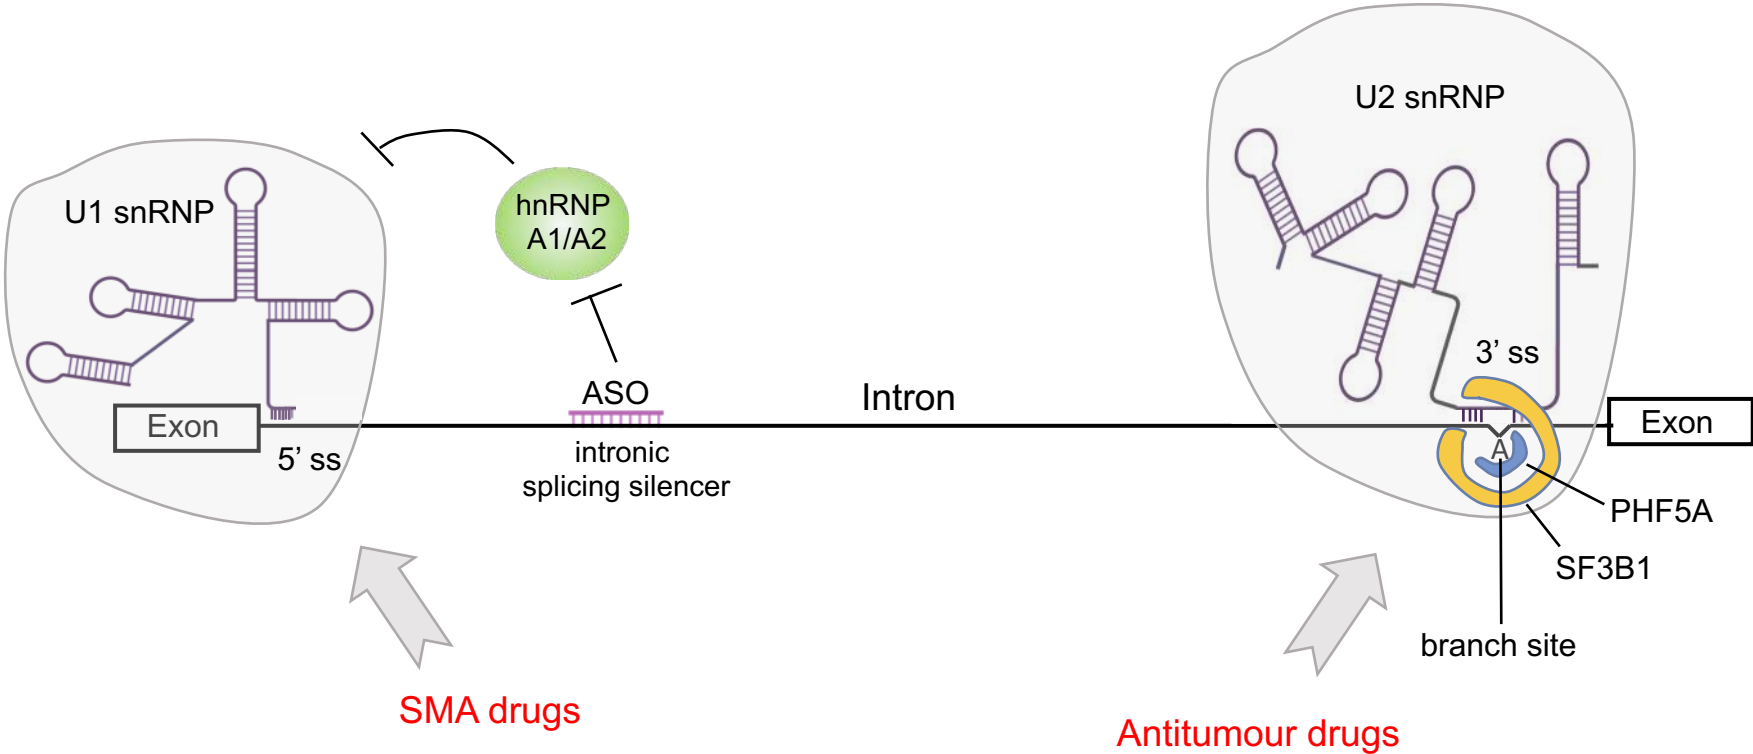 U2 snRNP
U1 snRNP
hnRNP
A1/A2
3’ ss
ASO
Intron
Exon
Exon
5’ ss
intronic
splicing silencer
A
PHF5A
SF3B1
branch site
SMA drugs
Antitumour drugs